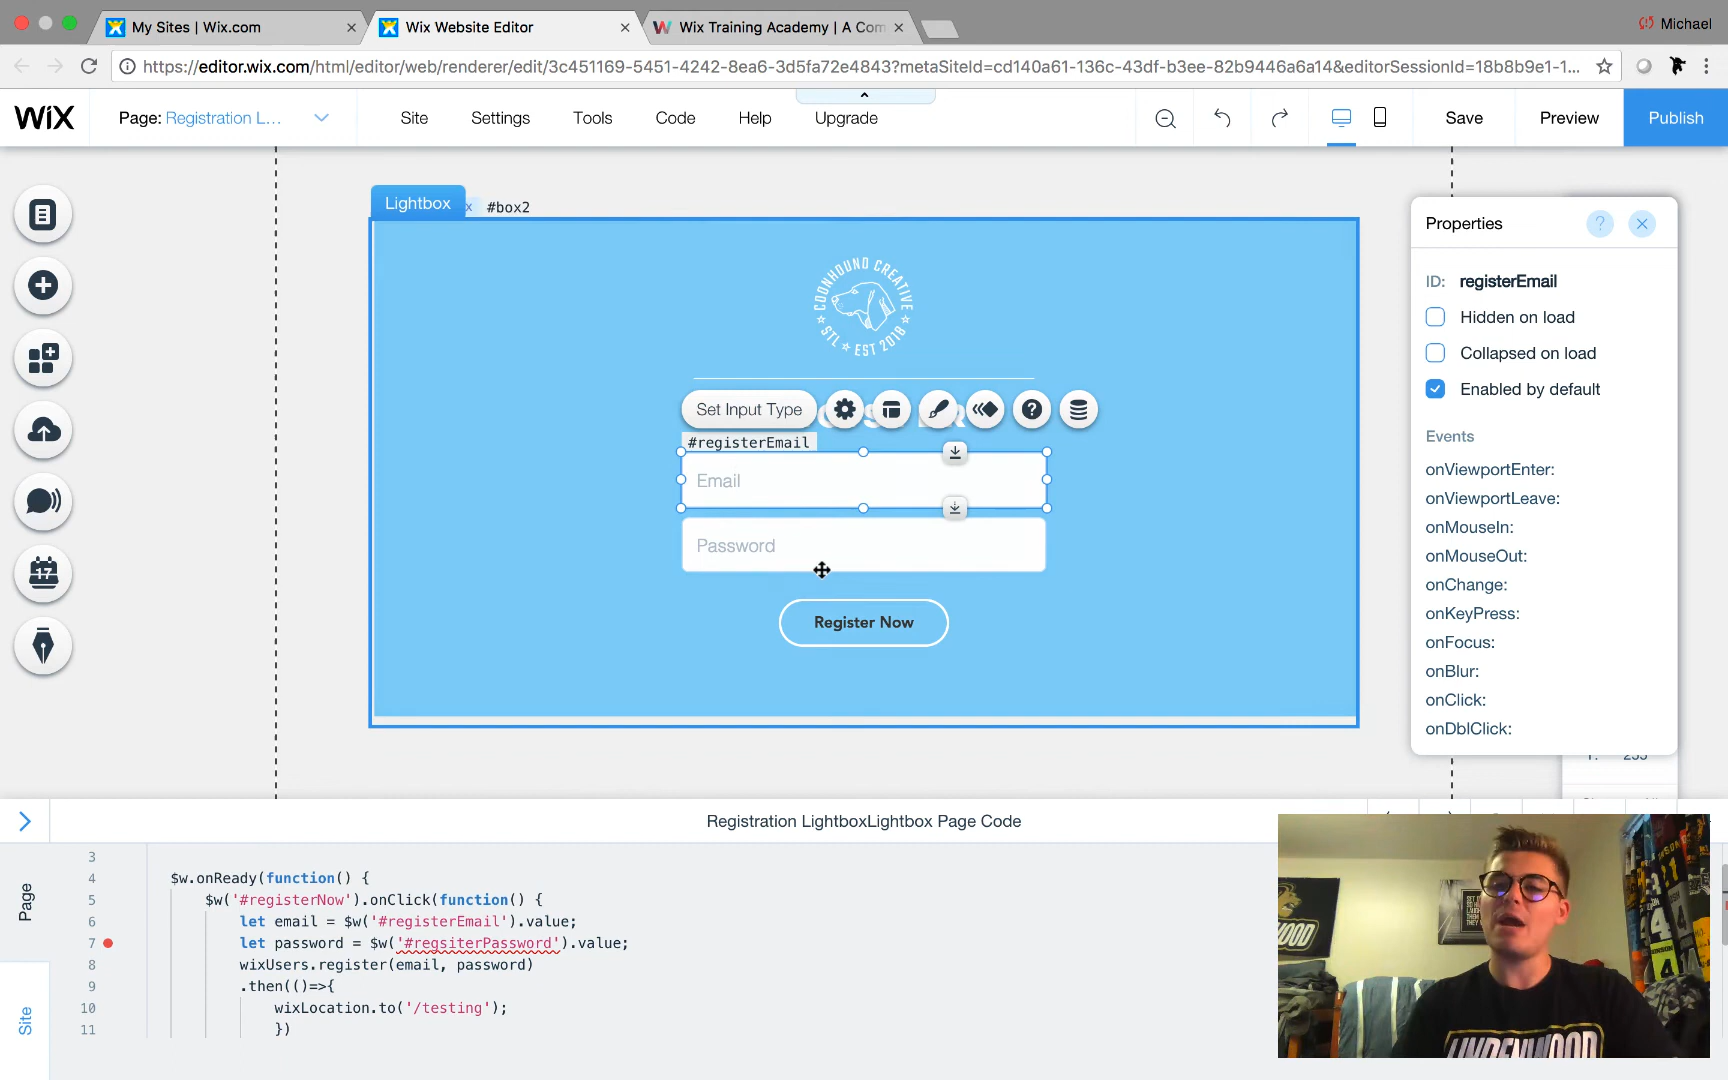 My Sites | Wix.com
Wix Website Editor
Wix Training Academy | A Com
Michael
https://editor.wix.com/html/editor/web/renderer/edit/3c451169-5451-4242-8ea6-3d5fa72e4843?metaSiteId=cd140a61-136c-43df-b3ee-82b9446a6a14&editorSessionId=18b8b9e1-1...
WiX
Page: Registration L...
Site
Settings
Tools
Code
Help
Upgrade
Save
Preview
Publish
Lightbox
#box2
COONHOUND CREATIVE
STL ★ EST 2018
Set Input Type
#registerEmail
Email
Password
Register Now
17
Properties
?
ID: registerEmail
Hidden on load
Collapsed on load
Enabled by default
Events
onViewportEnter:
onViewportLeave:
onMouseIn:
onMouseOut:
onChange:
onKeyPress:
onFocus:
onBlur:
onClick:
onDblClick:
Registration LightboxLightbox Page Code
Page
Site
3
4 $w.onReady(function() {
5 $w('#registerNow').onClick(function() {
6 let email = $w('#registerEmail').value;
7 let password = $w('#regsiterPassword').value;
8 wixUsers.register(email, password)
9 .then(()=>{
10 wixLocation.to('/testing');
11 })
LINDENWOOD